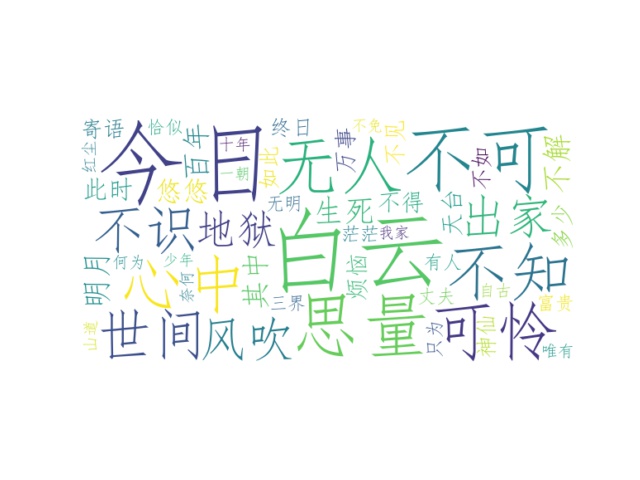 寄语
恰似
红尘
百年
今日
十年
一朝
终日
如此
无人
万事
不免
不见
不可
不如
不解
此时
悠悠
无明
生死
不得
天台
出家
多少
不识
地狱
白云
茫茫
我家
明月
何为
少年
奈何
心中
其中
三界
烦恼
有人
不知
丈夫
自古
富贵
山道
世间
风吹
思量
只为
可怜
神仙
唯有